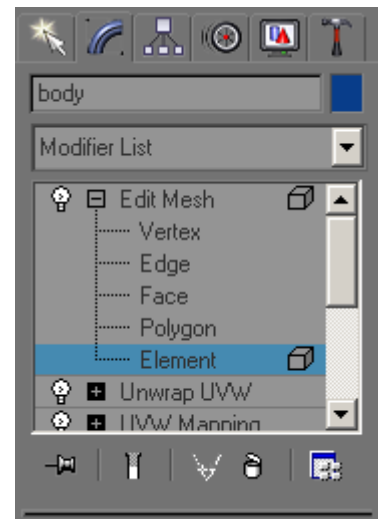 body
Modifier List
Edit Mesh
Vertex
Edge
Face
Polygon
Element
Unwrap UVW
UVW Mapping